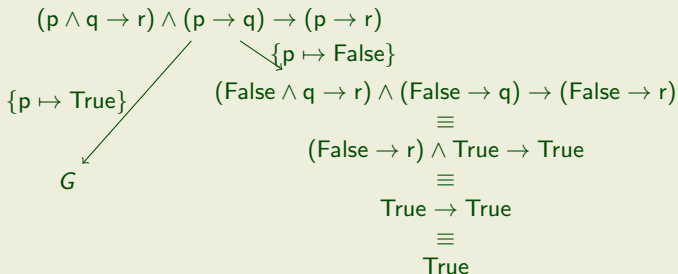 (p ∧ q → r) ∧ (p → q) → (p → r)
{p ↦ False}
{p ↦ True}
(False ∧ q → r) ∧ (False → q) → (False → r)
≡
(False → r) ∧ True → True
G
≡
True → True
≡
True